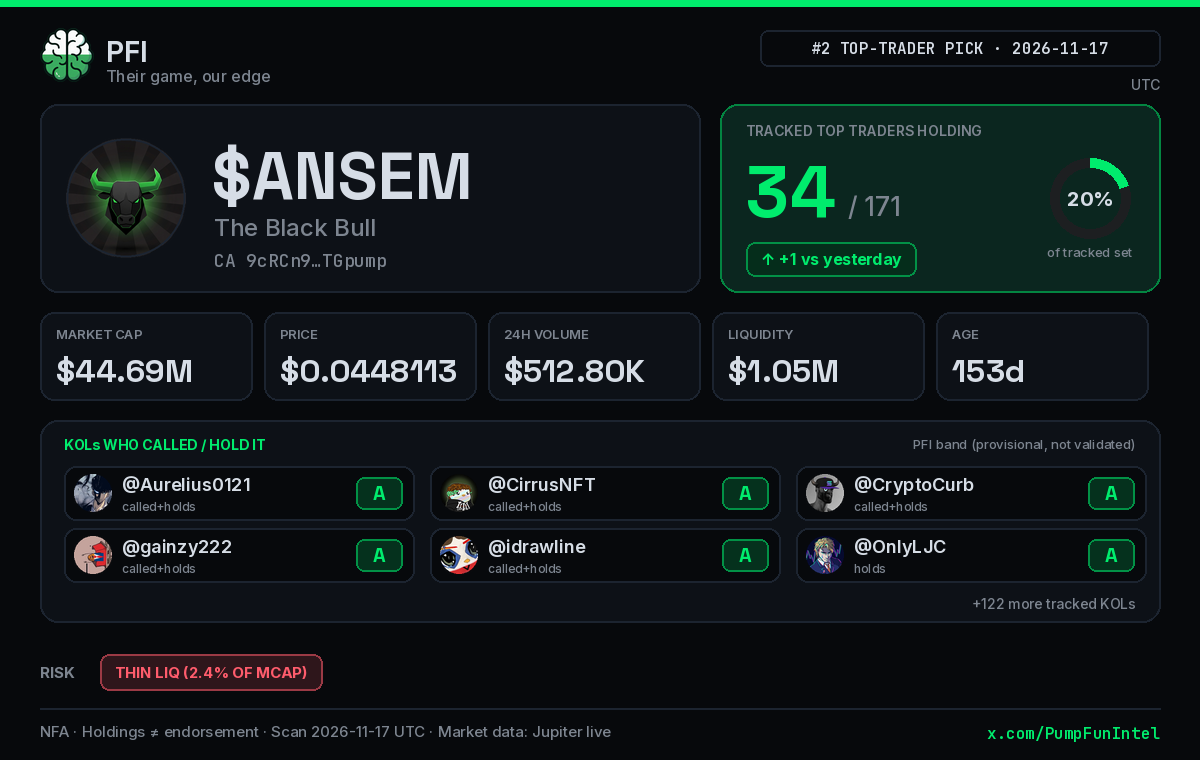 PFI
Their game, our edge
#2 TOP-TRADER PICK · 2026-11-17
UTC
$ANSEM
The Black Bull
CA 9cRCn9…TGpump
TRACKED TOP TRADERS HOLDING
34 / 171
↑ +1 vs yesterday
20%
of tracked set
MARKET CAP
$44.69M
PRICE
$0.0448113
24H VOLUME
$512.80K
LIQUIDITY
$1.05M
AGE
153d
KOLs WHO CALLED / HOLD IT
PFI band (provisional, not validated)
@Aurelius0121
called+holds
A
@CirrusNFT
called+holds
A
@CryptoCurb
called+holds
A
@gainzy222
called+holds
A
@idrawline
called+holds
A
@OnlyLJC
holds
A
+122 more tracked KOLs
RISK
THIN LIQ (2.4% OF MCAP)
NFA · Holdings ≠ endorsement · Scan 2026-11-17 UTC · Market data: Jupiter live
x.com/PumpFunIntel